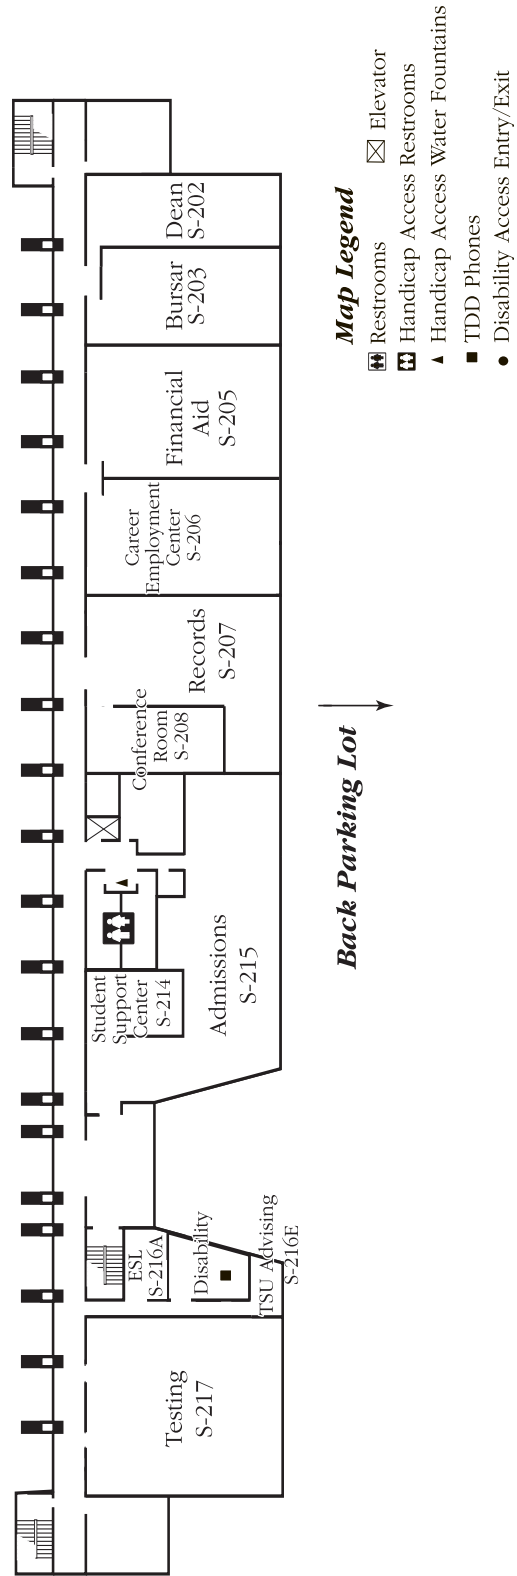 Testing
S-217
ESL
S-216A
Disability
TSU Advising
S-216E
Student
Support
Center
S-214
Admissions
S-215
Conference
Room
S-208
Records
S-207
Career
Employment
Center
S-206
Financial
Aid
S-205
Bursar
S-203
Dean
S-202
Back Parking Lot
Map Legend
Restrooms
Elevator
Handicap Access Restrooms
Handicap Access Water Fountains
TDD Phones
Disability Access Entry/Exit